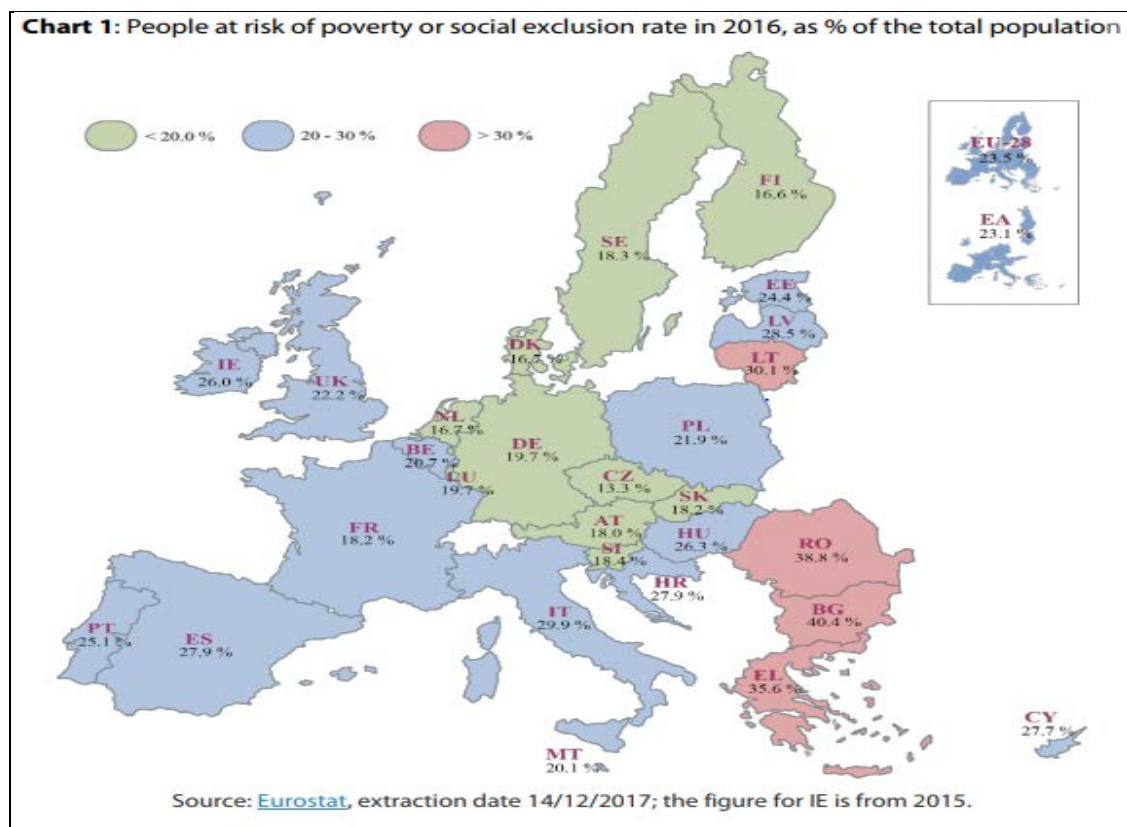 Chart 1: People at risk of poverty or social exclusion rate in 2016, as % of the total population
< 20.0 %
20 - 30 %
> 30 %
EU-28
23.5 %
EA
23.1 %
FI
16.6 %
SE
18.3 %
EE
24.4 %
LV
28.5 %
LT
30.1 %
DK
16.7 %
IE
26.0 %
UK
22.2 %
NL
16.7 %
BE
20.7 %
LU
19.7 %
DE
19.7 %
PL
21.9 %
CZ
13.3 %
SK
18.2 %
AT
18.0 %
HU
26.3 %
SI
18.4 %
FR
18.2 %
HR
27.9 %
RO
38.8 %
BG
40.4 %
IT
29.9 %
PT
25.1 %
ES
27.9 %
EL
35.6 %
CY
27.7 %
MT
20.1 %
Source: Eurostat, extraction date 14/12/2017; the figure for IE is from 2015.